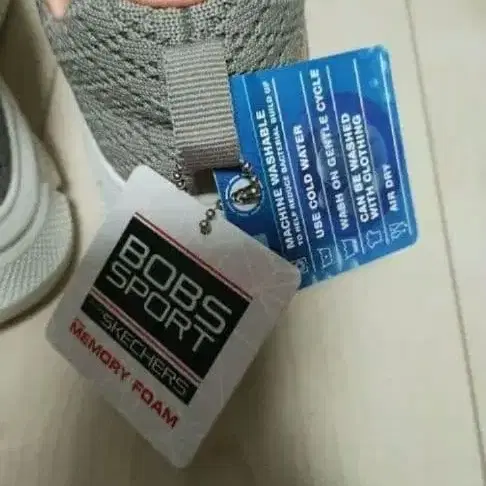 MACHINE WASHABLE
TO HELP REDUCE BACTERIAL BUILD UP
USE COLD WATER
WASH ON GENTLE CYCLE
CAN BE WASHED
WITH CLOTHING
AIR DRY
BOBS
SPORT
SKECHERS
MEMORY FOAM